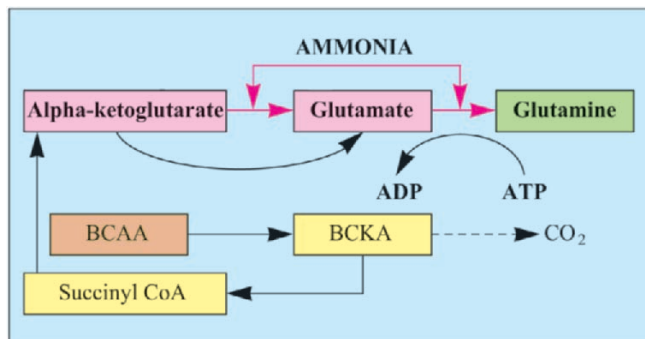 AMMONIA
Alpha-ketoglutarate
Glutamate
Glutamine
ADP
ATP
BCAA
BCKA
CO₂
Succinyl CoA